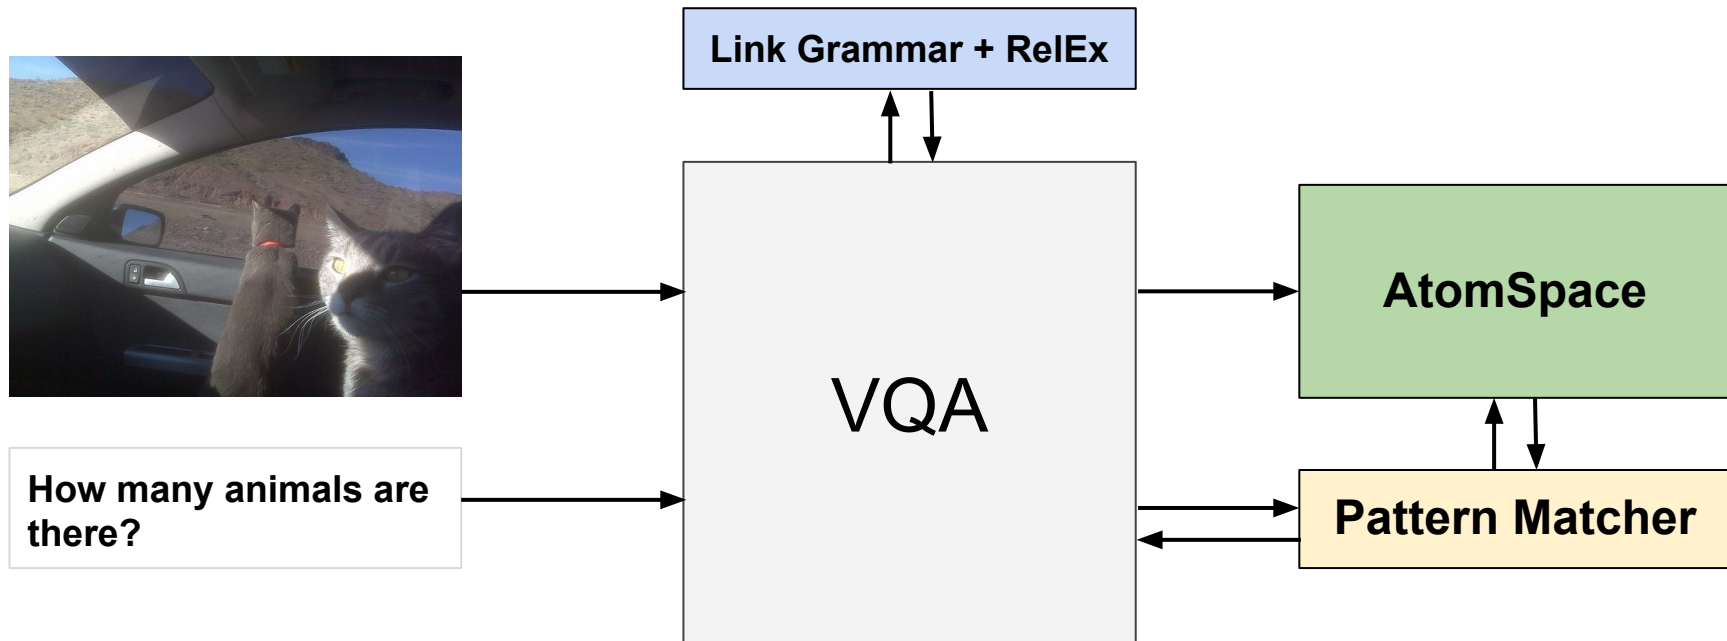 Link Grammar + RelEx
AtomSpace
VQA
How many animals are
there?
Pattern Matcher